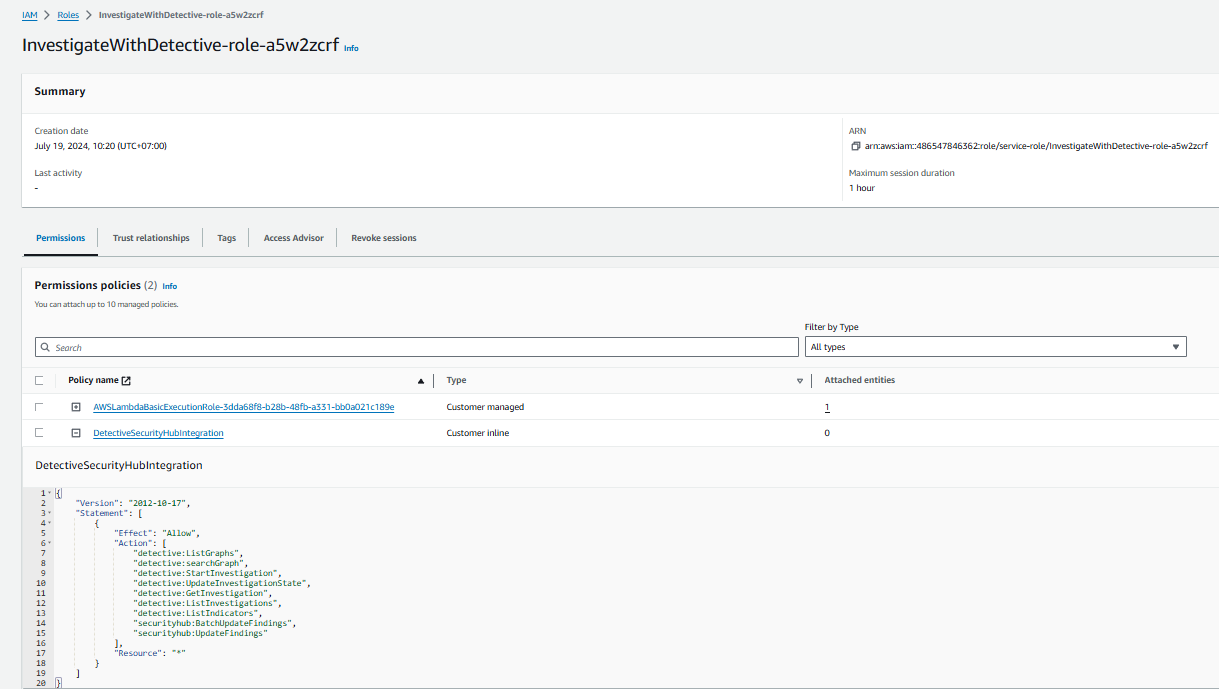 IAM > Roles > InvestigateWithDetective-role-a5w2zcrf
InvestigateWithDetective-role-a5w2zcrf Info
Summary
Creation date
July 19, 2024, 10:20 (UTC+07:00)
ARN
arn:aws:iam::486547846362:role/service-role/InvestigateWithDetective-role-a5w2zcrf
Last activity
-
Maximum session duration
1 hour
Permissions
Trust relationships
Tags
Access Advisor
Revoke sessions
Permissions policies (2) Info
You can attach up to 10 managed policies.
Filter by Type
Search
All types
Policy name
Type
Attached entities
AWSLambdaBasicExecutionRole-3dda68f8-b28b-48fb-a331-bb0a021c189e
Customer managed
1
DetectiveSecurityHubIntegration
Customer inline
0
DetectiveSecurityHubIntegration
1 {
2 "Version": "2012-10-17",
3 "Statement": [
4 {
5 "Effect": "Allow",
6 "Action": [
7 "detective:ListGraphs",
8 "detective:searchGraph",
9 "detective:StartInvestigation",
10 "detective:UpdateInvestigationState",
11 "detective:GetInvestigation",
12 "detective:ListInvestigations",
13 "detective:ListIndicators",
14 "securityhub:BatchUpdateFindings",
15 "securityhub:UpdateFindings"
16 ],
17 "Resource": "*"
18 }
19 ]
20 }